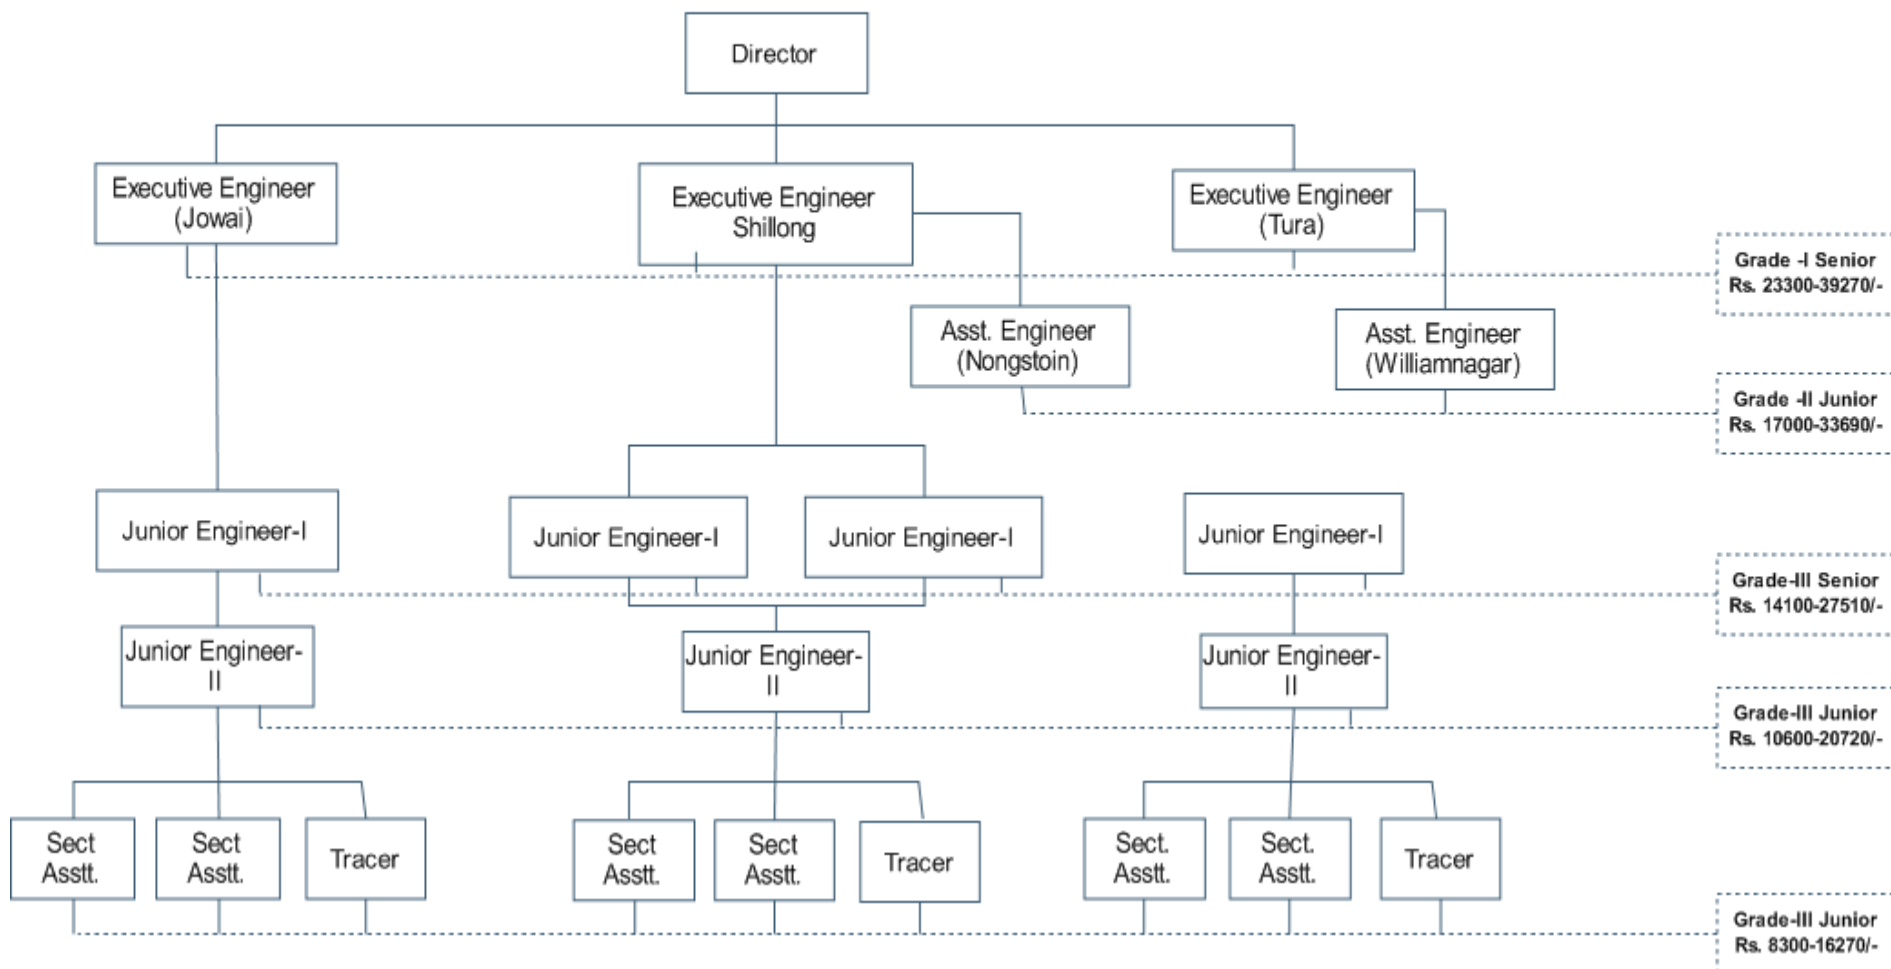 Director
Executive Engineer
(Jowai)
Executive Engineer
Shillong
Executive Engineer
(Tura)
Grade -I Senior
Rs. 23300-39270/-
Asst. Engineer
(Nongstoin)
Asst. Engineer
(Williamnagar)
Grade -II Junior
Rs. 17000-33690/-
Junior Engineer-I
Junior Engineer-I
Junior Engineer-I
Junior Engineer-I
Grade-III Senior
Rs. 14100-27510/-
Junior Engineer-
II
Junior Engineer-
II
Junior Engineer-
II
Grade-III Junior
Rs. 10600-20720/-
Sect
Asstt.
Sect
Asstt.
Tracer
Sect
Asstt.
Sect
Asstt.
Tracer
Sect.
Asstt.
Sect.
Asstt.
Tracer
Grade-III Junior
Rs. 8300-16270/-